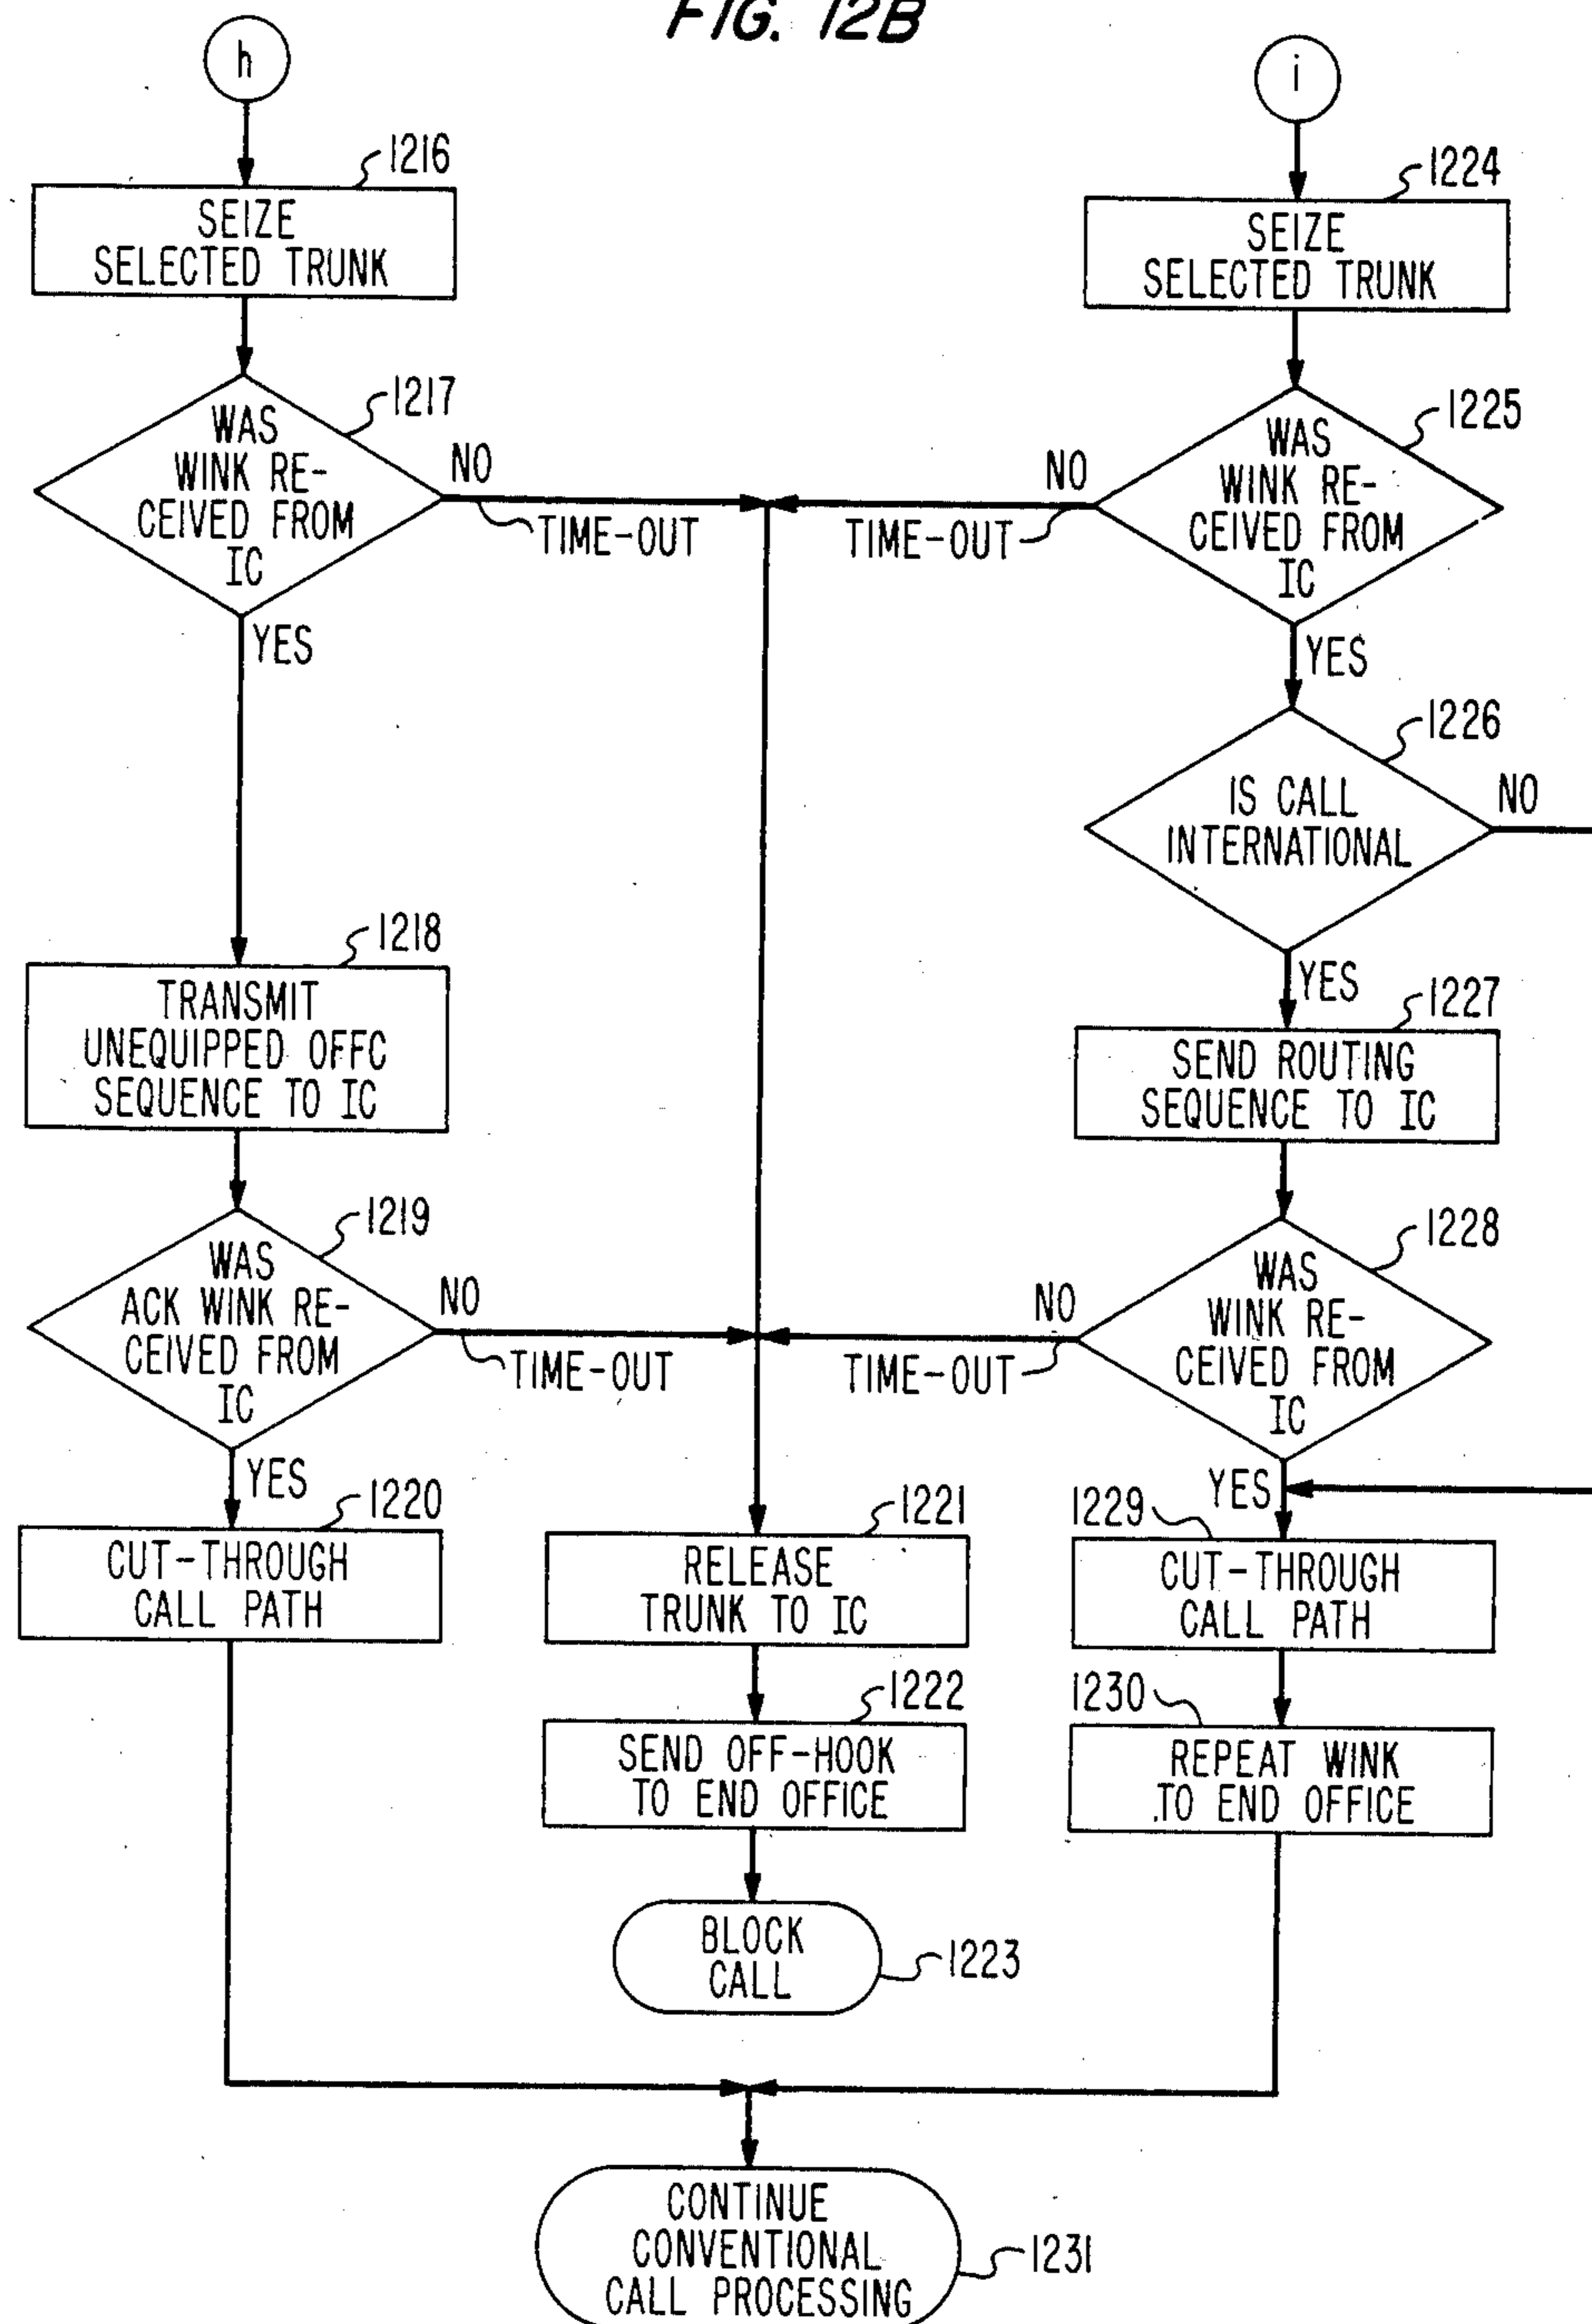 FIG. 12B
h
1216
SEIZE
SELECTED TRUNK
1217
WAS
WINK RE-
CEIVED FROM
IC
NO
TIME-OUT
YES
1218
TRANSMIT
UNEQUIPPED OFFC
SEQUENCE TO IC
1219
WAS
ACK WINK RE-
CEIVED FROM
IC
NO
TIME-OUT
YES
1220
CUT-THROUGH
CALL PATH
1221
RELEASE
TRUNK TO IC
1222
SEND OFF-HOOK
TO END OFFICE
BLOCK
CALL
1223
i
1224
SEIZE
SELECTED TRUNK
1225
WAS
WINK RE-
CEIVED FROM
IC
NO
TIME-OUT
YES
1226
IS CALL
INTERNATIONAL
NO
YES
1227
SEND ROUTING
SEQUENCE TO IC
1228
WAS
WINK RE-
CEIVED FROM
IC
NO
TIME-OUT
YES
1229
CUT-THROUGH
CALL PATH
1230
REPEAT WINK
TO END OFFICE
CONTINUE
CONVENTIONAL
CALL PROCESSING
1231